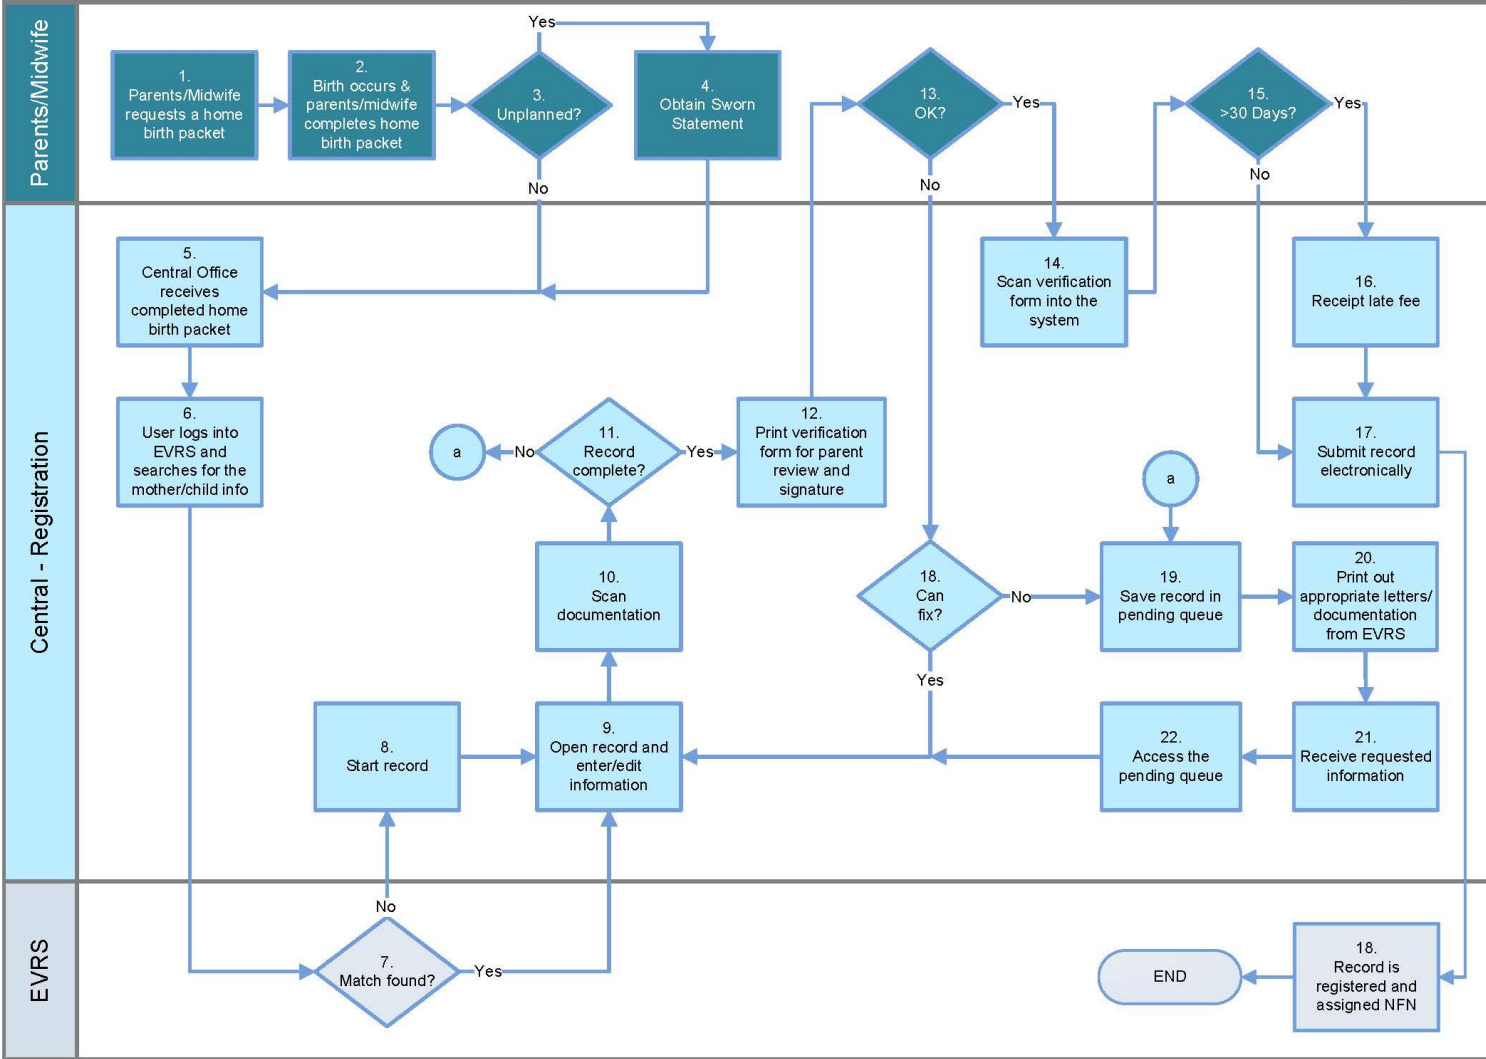 Parents/Midwife
1.
Parents/Midwife
requests a home
birth packet
2.
Birth occurs &
parents/midwife
completes home
birth packet
3.
Unplanned?
Yes
No
4.
Obtain Sworn
Statement
13.
OK?
Yes
No
15.
>30 Days?
Yes
No
Central - Registration
5.
Central Office
receives
completed home
birth packet
6.
User logs into
EVRS and
searches for the
mother/child info
8.
Start record
9.
Open record and
enter/edit
information
10.
Scan
documentation
11.
Record
complete?
No
a
Yes
12.
Print verification
form for parent
review and
signature
14.
Scan verification
form into the
system
16.
Receipt late fee
17.
Submit record
electronically
18.
Can
fix?
No
Yes
a
19.
Save record in
pending queue
20.
Print out
appropriate letters/
documentation
from EVRS
21.
Receive requested
information
22.
Access the
pending queue
EVRS
7.
Match found?
No
Yes
18.
Record is
registered and
assigned NFN
END